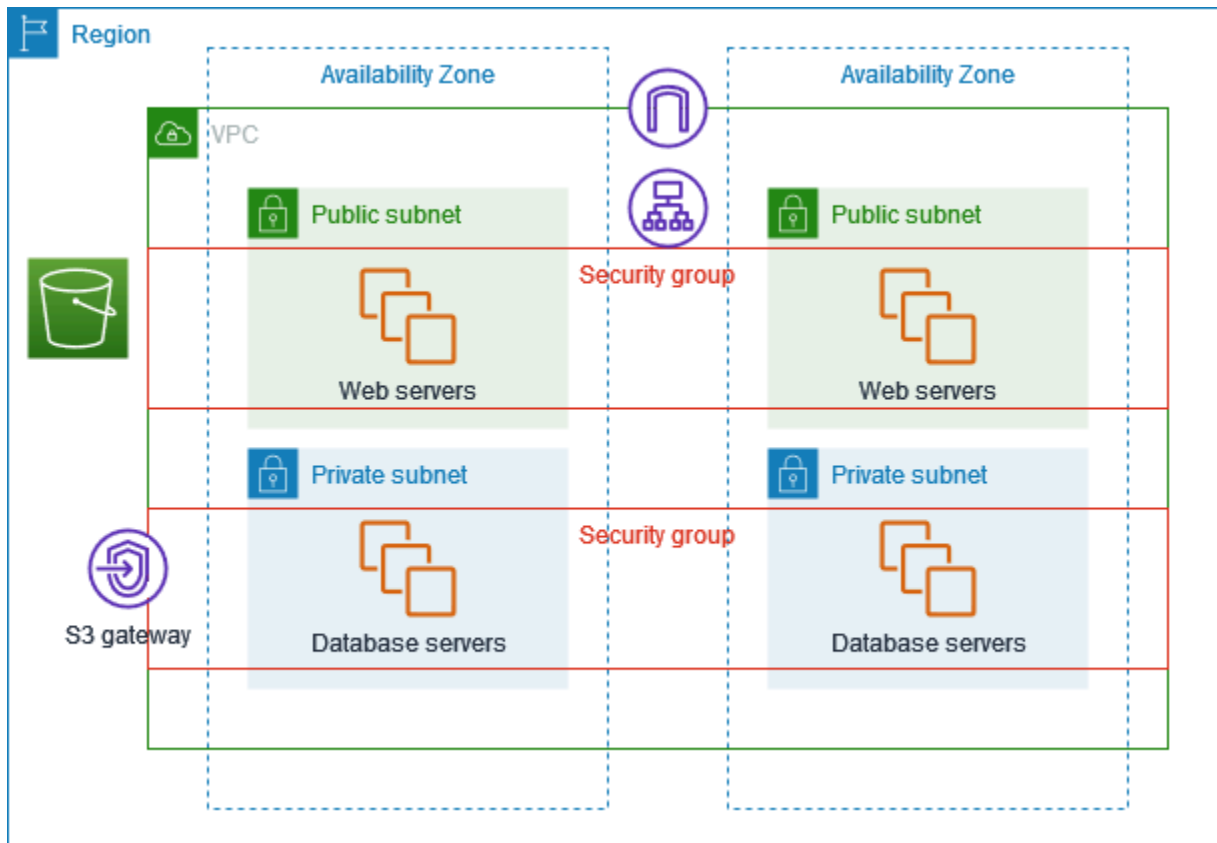 Region
Availability Zone
Availability Zone
VPC
Public subnet
Public subnet
Security group
Web servers
Web servers
Private subnet
Private subnet
Security group
S3 gateway
Database servers
Database servers